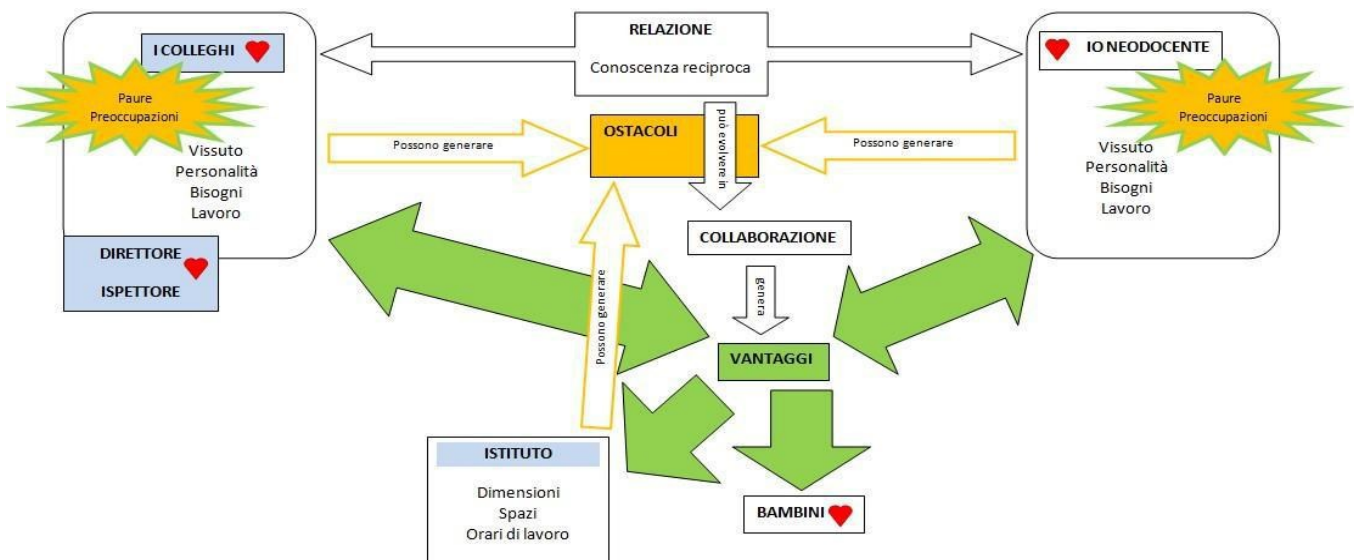 I COLLEGHI
Paure
Preoccupazioni
Vissuto
Personalità
Bisogni
Lavoro
DIRETTORE
ISPETTORE
RELAZIONE
Conoscenza reciproca
IO NEODOCENTE
Paure
Preoccupazioni
Vissuto
Personalità
Bisogni
Lavoro
Possono generare
OSTACOLI
può evolvere in
Possono generare
COLLABORAZIONE
genera
Possono generare
VANTAGGI
ISTITUTO
Dimensioni
Spazi
Orari di lavoro
BAMBINI